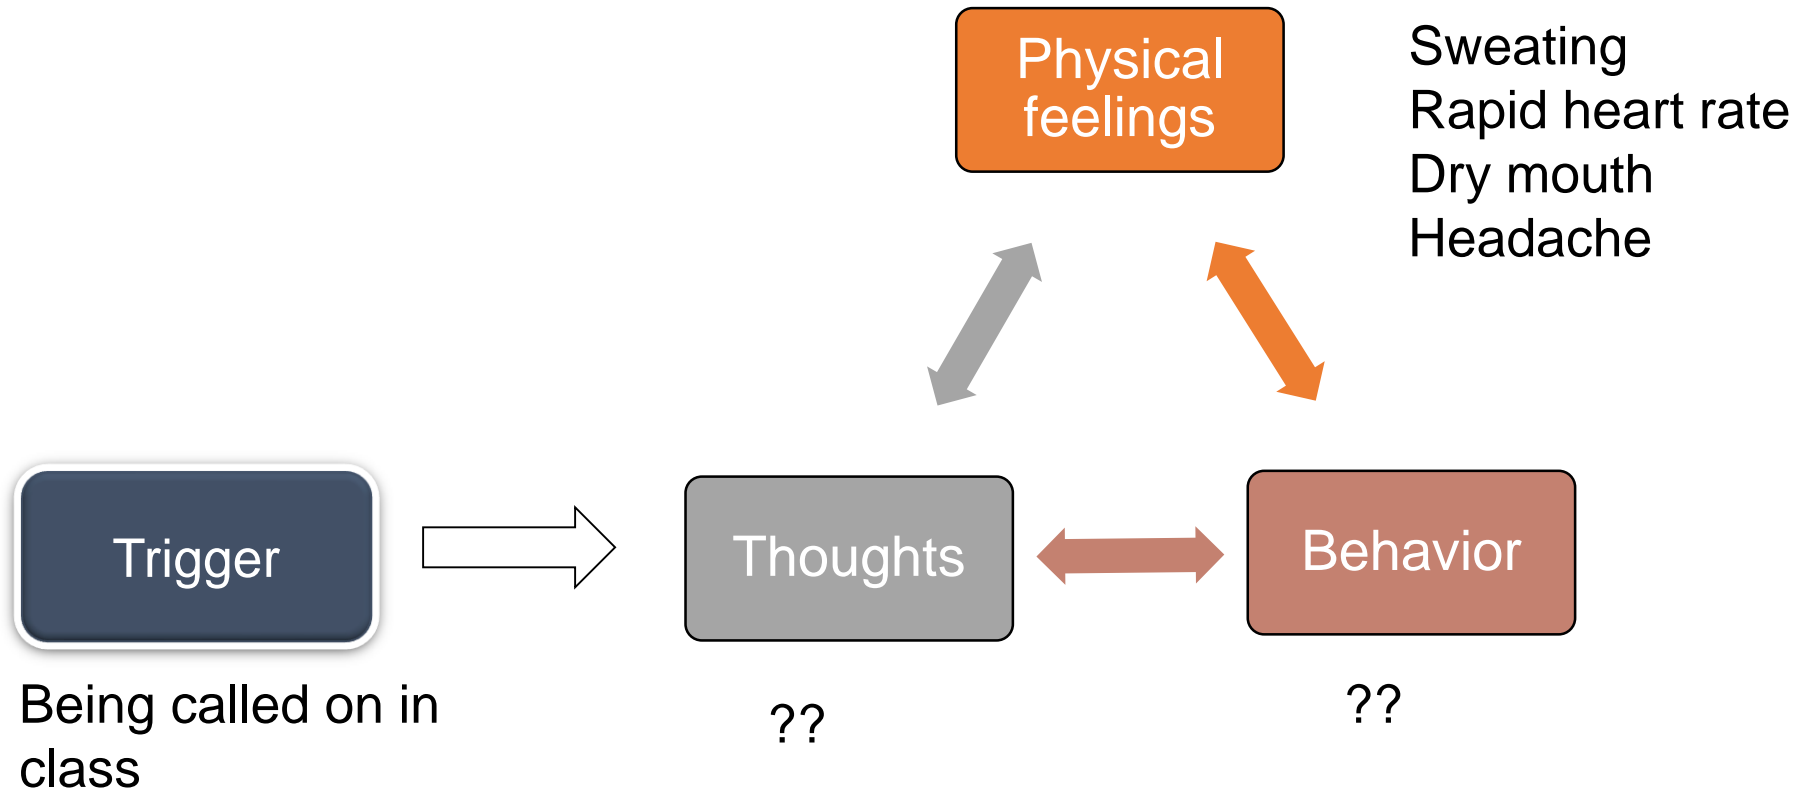 Physical
feelings
Sweating
Rapid heart rate
Dry mouth
Headache
Trigger
Thoughts
Behavior
Being called on in
class
??
??